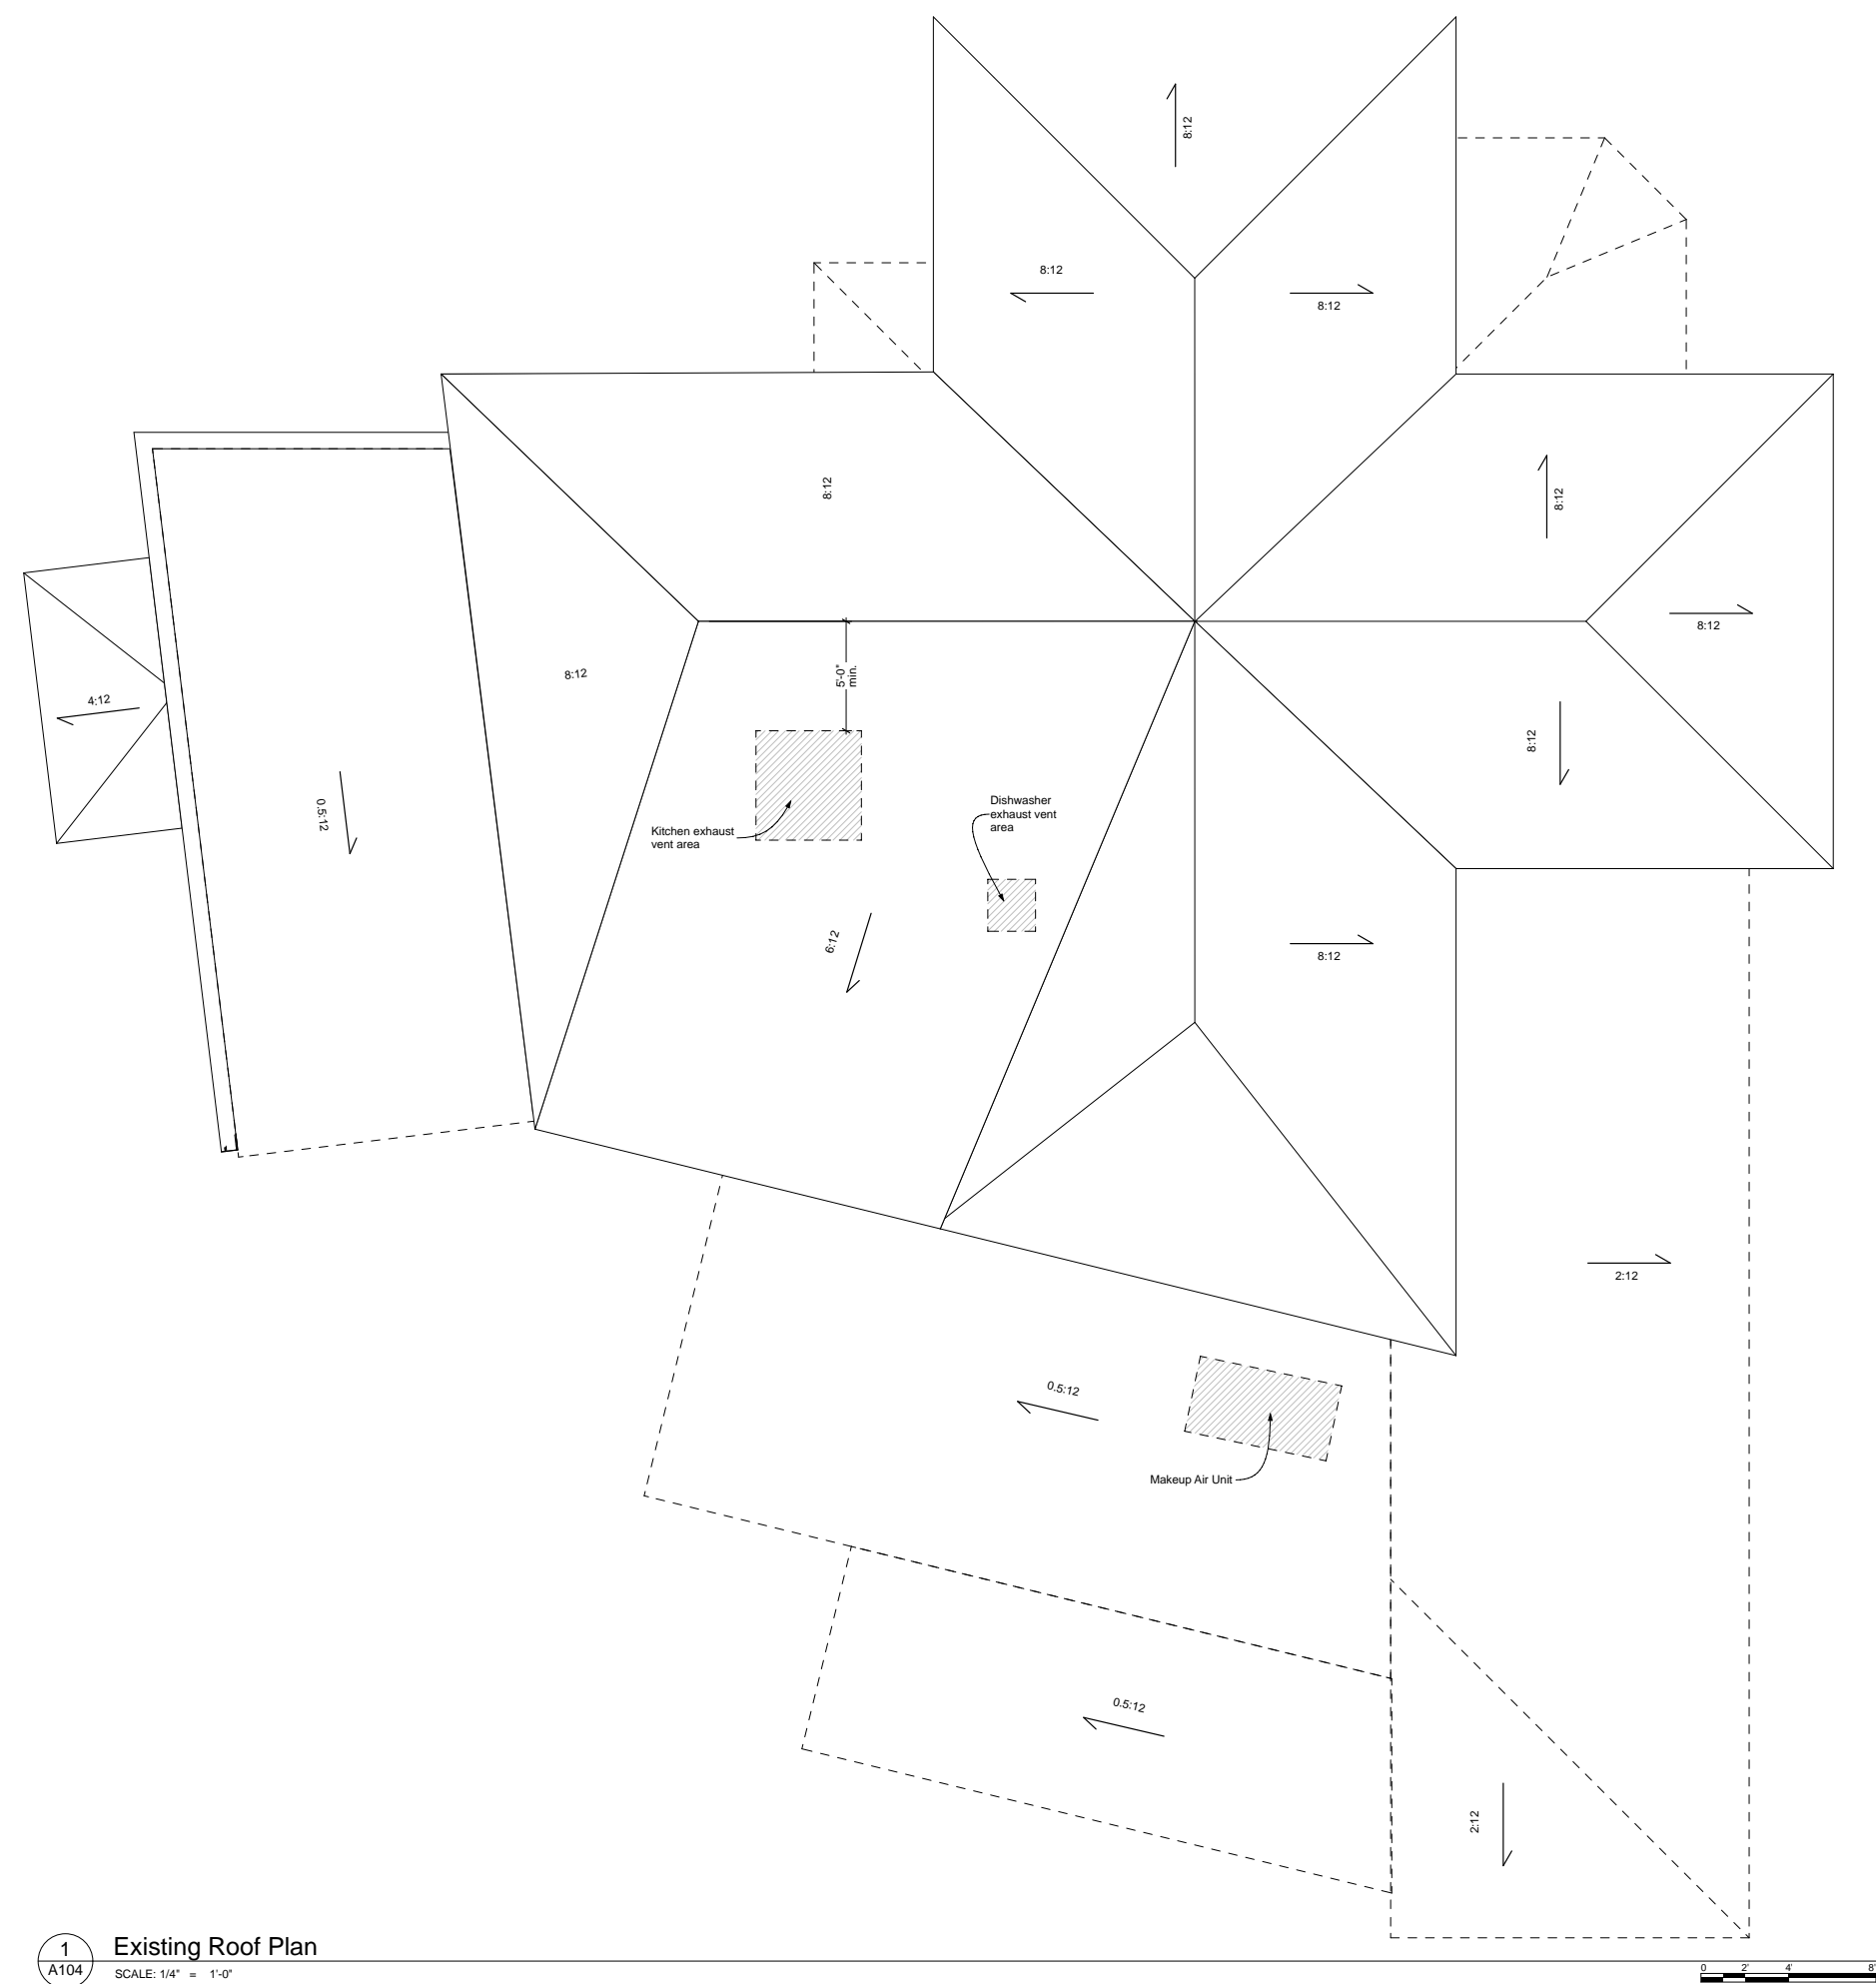 8:12
8:12
8:12
8:12
8:12
8:12
8:12
5'-0"
min.
8:12
4:12
8:12
Dishwasher
exhaust vent
area
0.5:12
Kitchen exhaust
vent area
6:12
8:12
2:12
0.5:12
Makeup Air Unit
0.5:12
2:12
1
A104
Existing Roof Plan
SCALE: 1/4" = 1'-0"
0 2' 4' 8'